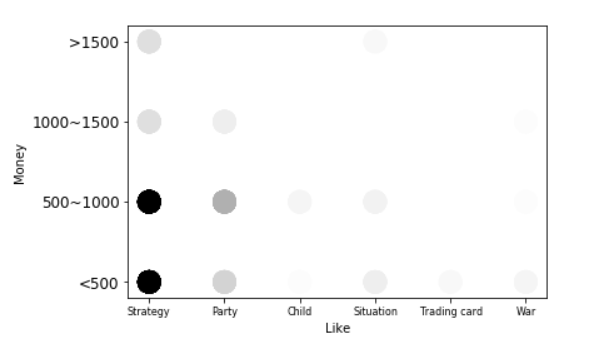 >1500
1000~1500
500~1000
<500
Money
Strategy Party Child Situation Trading card War
Like